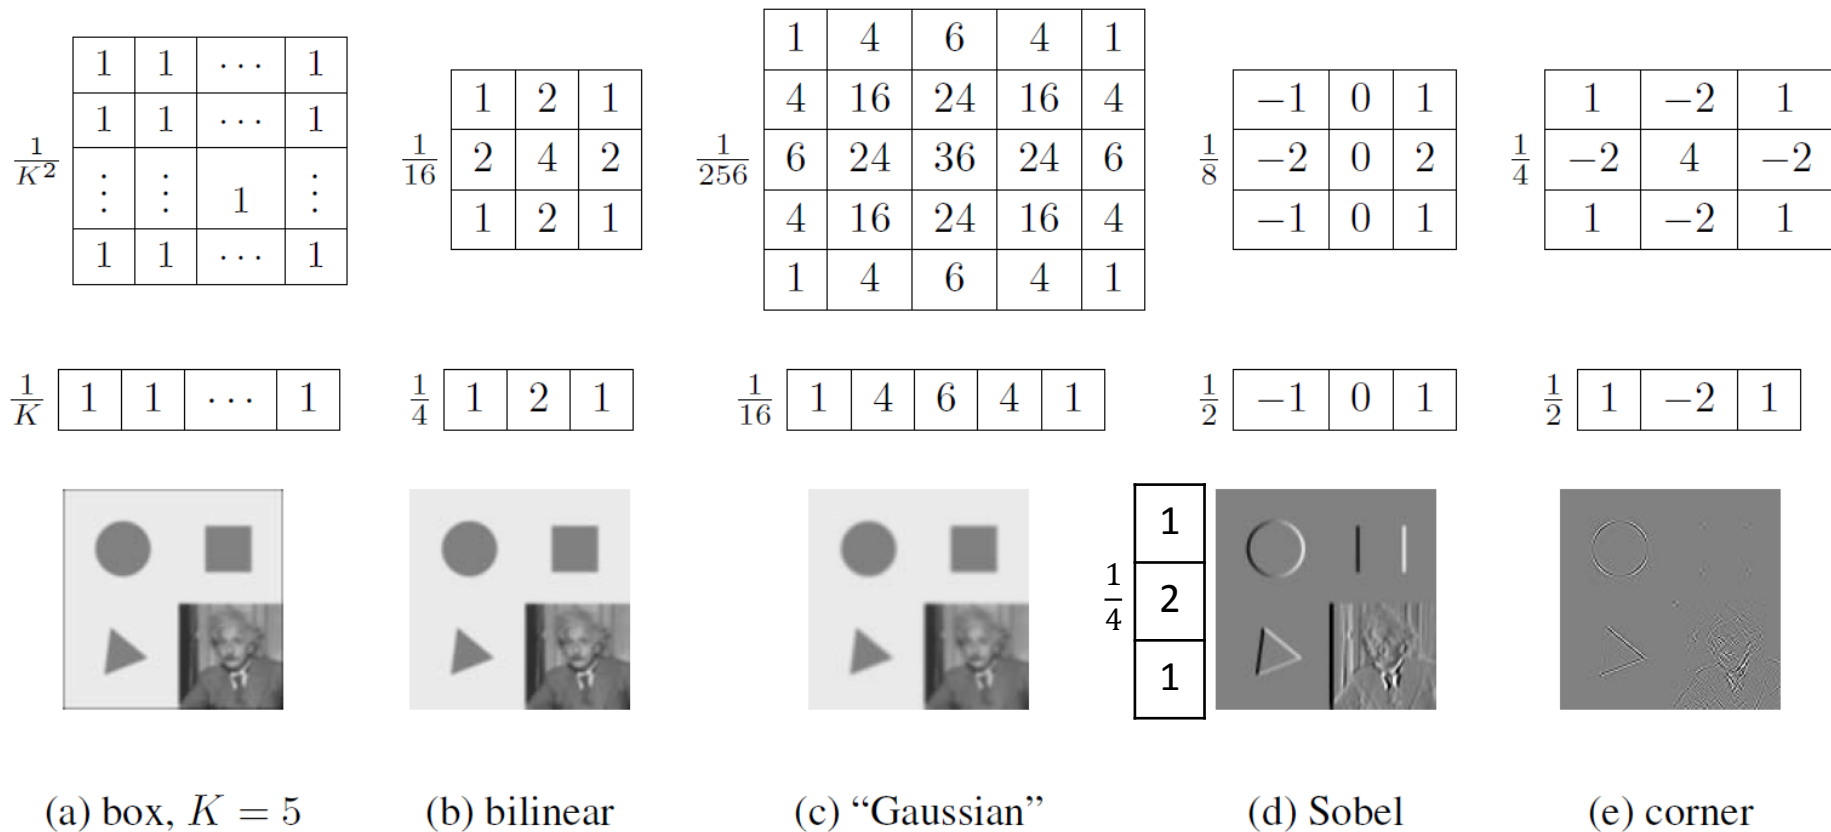 1/K² 
1 1 ⋯ 1
1 1 ⋯ 1
⋮ ⋮ 1 ⋮
1 1 ⋯ 1
1/16
1 2 1
2 4 2
1 2 1
1/256
1 4 6 4 1
4 16 24 16 4
6 24 36 24 6
4 16 24 16 4
1 4 6 4 1
1/8
−1 0 1
−2 0 2
−1 0 1
1/4
1 −2 1
−2 4 −2
1 −2 1
1/K 1 1 ⋯ 1
1/4 1 2 1
1/16 1 4 6 4 1
1/2 −1 0 1
1/2 1 −2 1
1/4
1
2
1
(a) box, K = 5
(b) bilinear
(c) “Gaussian”
(d) Sobel
(e) corner